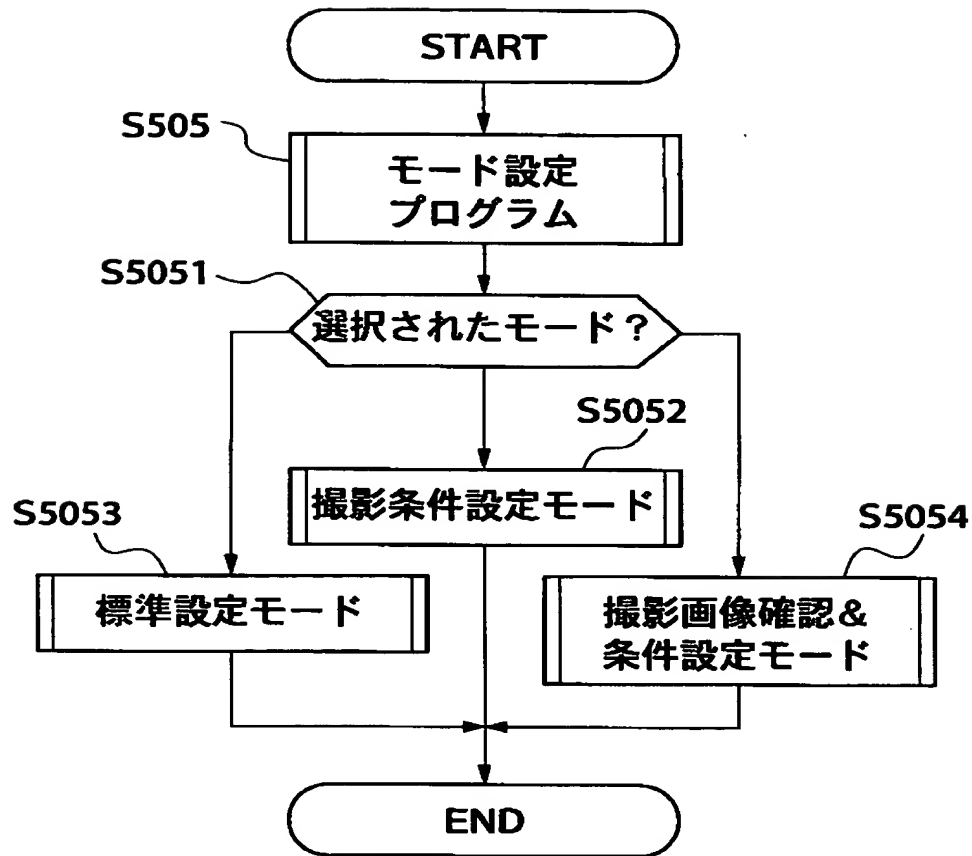 START
S505
モード設定
プログラム
S5051
選択されたモード？
S5052
撮影条件設定モード
S5053
標準設定モード
S5054
撮影画像確認＆
条件設定モード
END